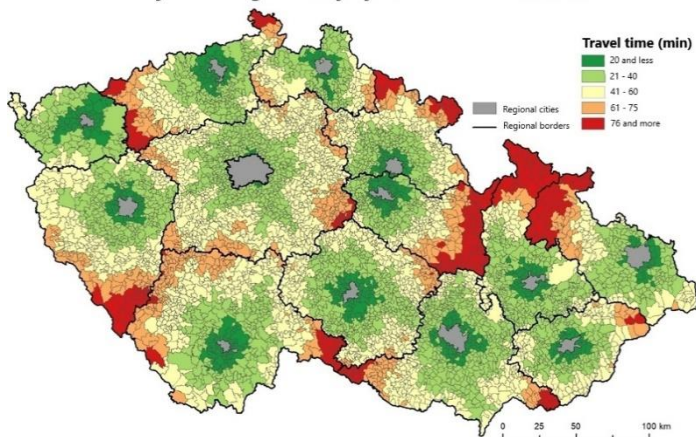 Travel time (min)
20 and less
21 - 40
41 - 60
61 - 75
76 and more
Regional cities
Regional borders
0 25 50 100 km